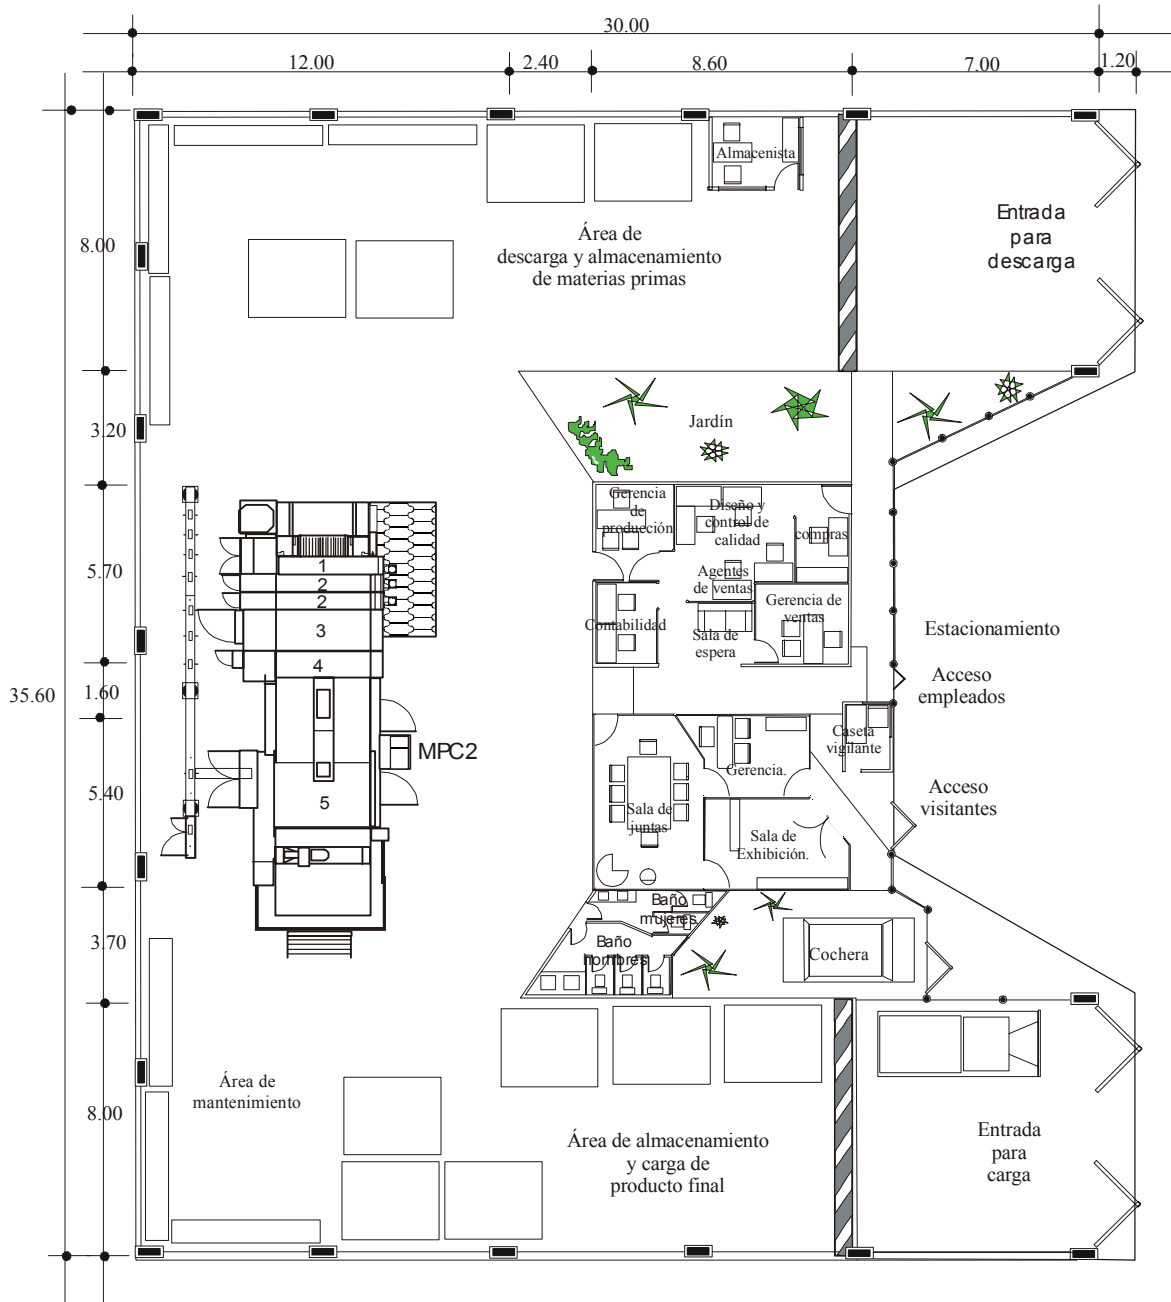 30.00
12.00
2.40
8.60
7.00
1.20
Almacenista
Entrada
para
descarga
Área de
descarga y almacenamiento
de materias primas
8.00
Jardín
3.20
Gerencia
de
producción
Diseño y
control de
calidad
compras
5.70
1
2
2
3
4
Agentes
de ventas
Gerencia de
ventas
Contabilidad
Sala de
espera
Estacionamiento
Acceso
empleados
35.60
1.60
Caseta
vigilante
MPC2
Gerencia.
5.40
5
Acceso
visitantes
Sala de
juntas
Sala de
Exhibición.
Baño
mujeres
3.70
Baño
hombres
Cochera
Área de
mantenimiento
8.00
Área de almacenamiento
y carga de
producto final
Entrada
para
carga